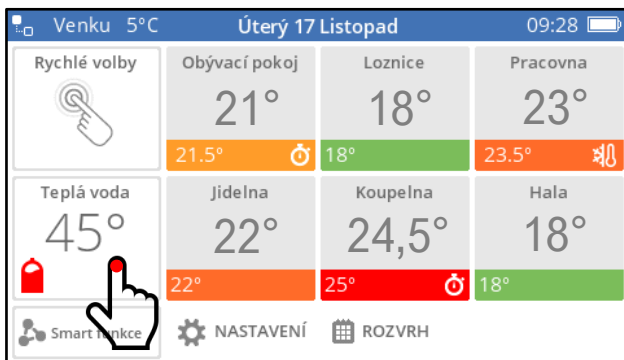 Venku 5°C Úterý 17 Listopad 09:28
Rychlé volby
Obývací pokoj
21°
21.5°
Loznice
18°
18°
Pracovna
23°
23.5°
Teplá voda
45°
Jidelna
22°
22°
Koupelna
24,5°
25°
Hala
18°
18°
Smart funkce NASTAVENÍ ROZVRH